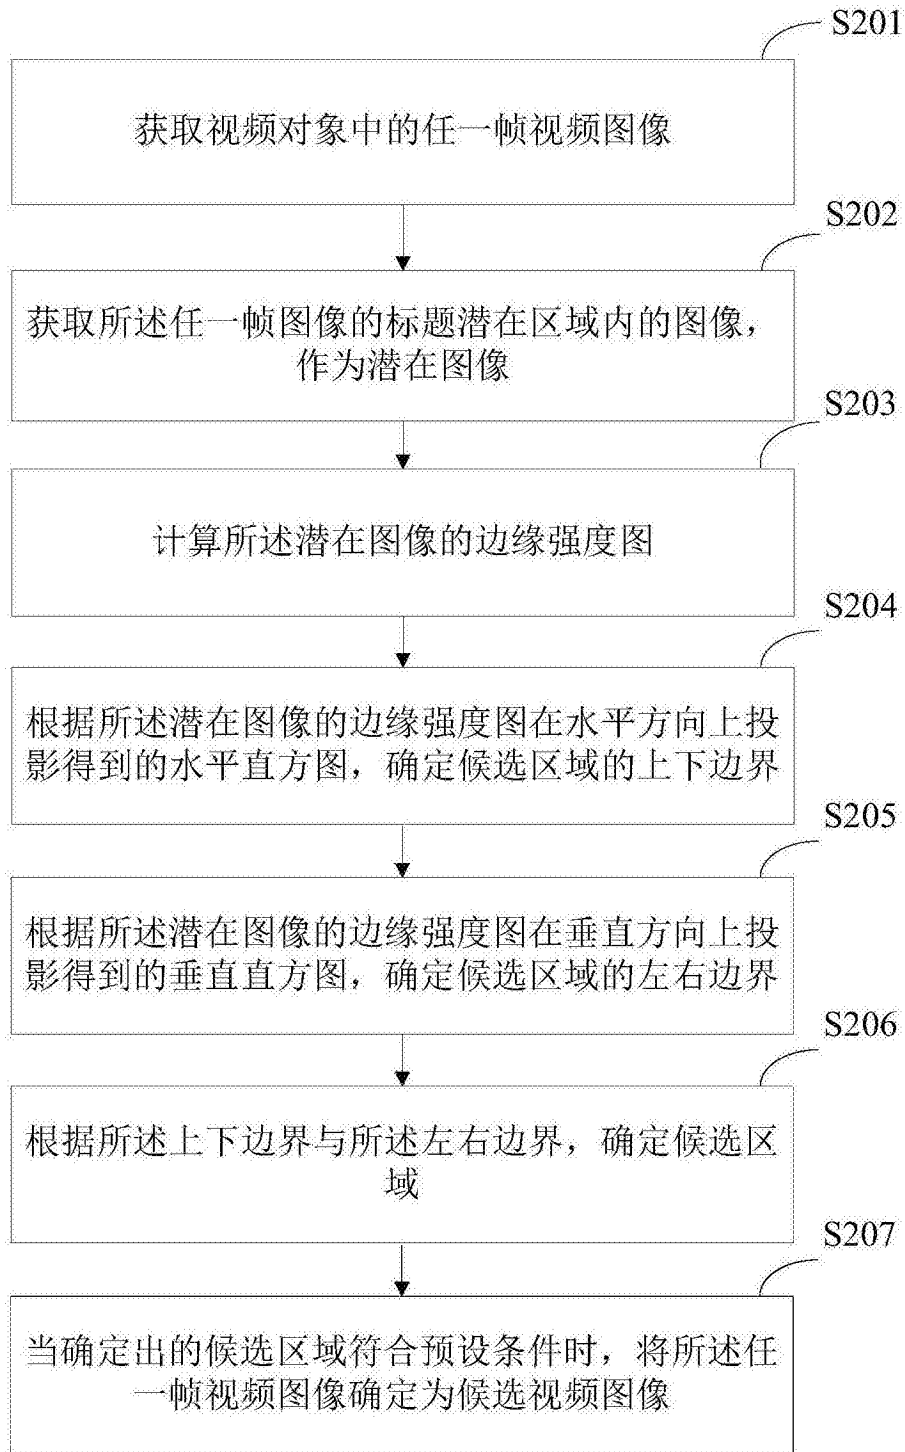 S201
获取视频对象中的任一帧视频图像
S202
获取所述任一帧图像的标题潜在区域内的图像，
作为潜在图像
S203
计算所述潜在图像的边缘强度图
S204
根据所述潜在图像的边缘强度图在水平方向上投
影得到的水平直方图，确定候选区域的上下边界
S205
根据所述潜在图像的边缘强度图在垂直方向上投
影得到的垂直直方图，确定候选区域的左右边界
S206
根据所述上下边界与所述左右边界，确定候选区
域
S207
当确定出的候选区域符合预设条件时，将所述任
一帧视频图像确定为候选视频图像